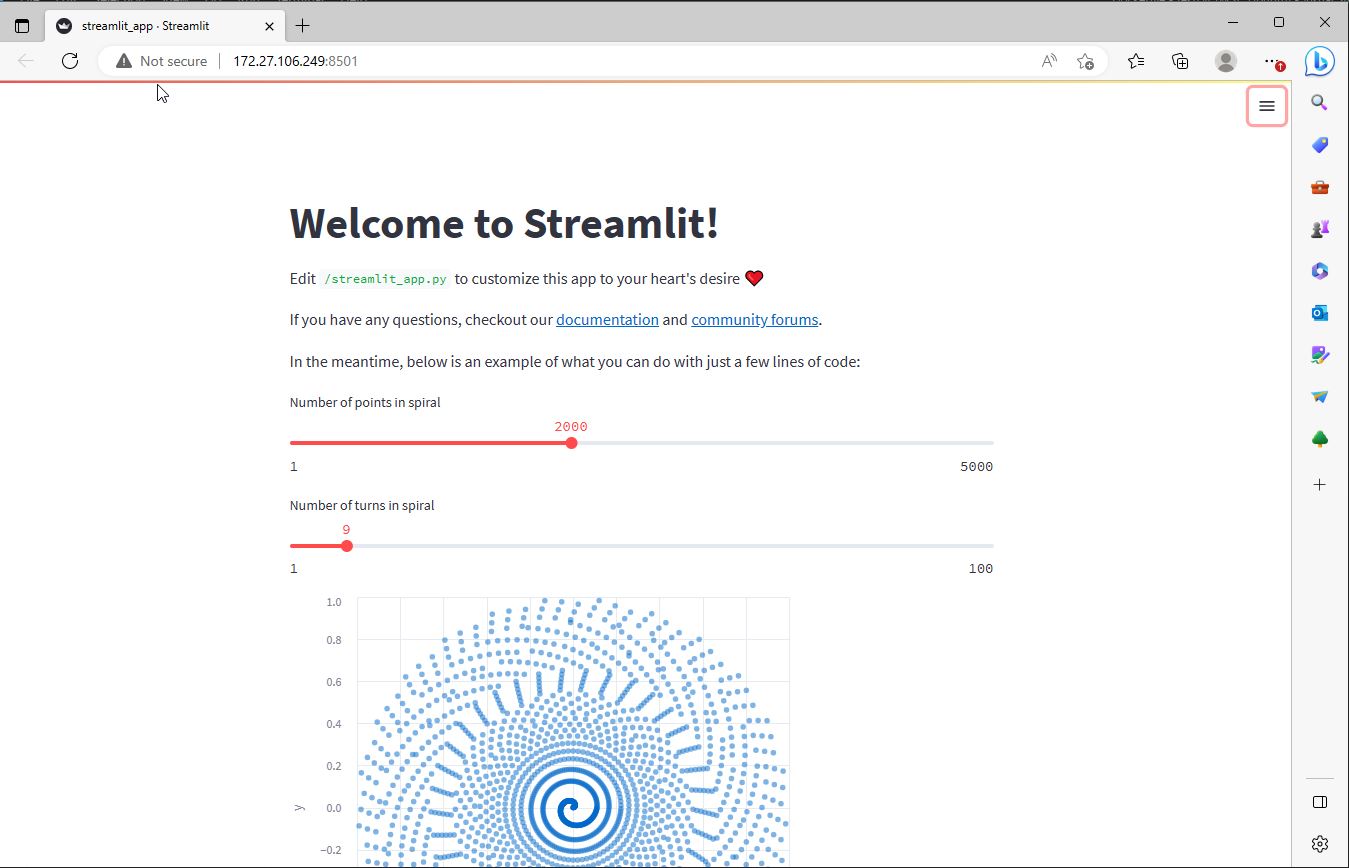 streamlit_app · Streamlit
Not secure
172.27.106.249:8501
Welcome to Streamlit!
Edit /streamlit_app.py to customize this app to your heart's desire ❤️
If you have any questions, checkout our documentation and community forums.
In the meantime, below is an example of what you can do with just a few lines of code:
Number of points in spiral
2000
1 5000
Number of turns in spiral
9
1 100
1.0
0.8
0.6
0.4
0.2
y 0.0
−0.2